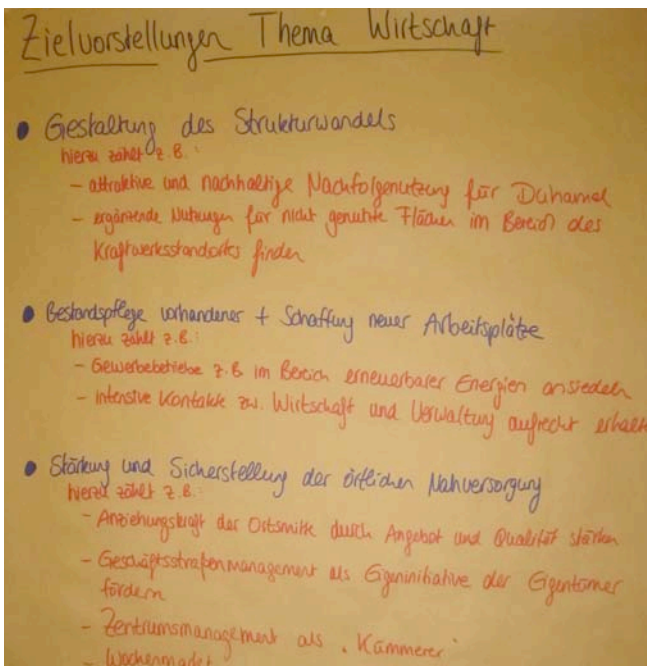 Zielvorstellungen Thema Wirtschaft
● Gestaltung des Strukturwandels
hierzu zählt z.B.:
– attraktive und nachhaltige Nachfolgenutzung für Duhamel
– ergänzende Nutzungen für nicht genutzte Flächen im Bereich des
Kraftwerksstandorts finden
● Bestandspflege vorhandener + Schaffung neuer Arbeitsplätze
hierzu zählt z.B.:
– Gewerbebetriebe z.B im Bereich erneuerbarer Energien ansiedeln
– intensive Kontakte zw. Wirtschaft und Verwaltung aufrecht erhalt
● Stärkung und Sicherstellung der örtlichen Nahversorgung
hierzu zählt z.B.:
– Anziehungskraft der Ortsmitte durch Angebot und Qualität stärken
– Geschäftsstraßenmanagement als Eigeninitiative der Eigentümer
fördern
– Zentrumsmanagement als "Kümmerer"
– Wochenmarkt